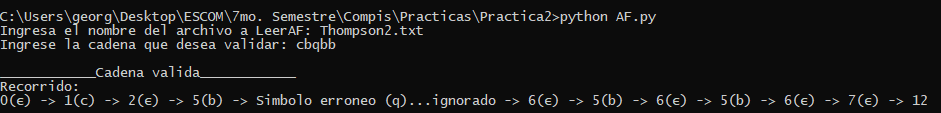 C:\Users\georg\Desktop\ESCOM\7mo. Semestre\Compis\Practicas\Practica2>python AF.py
Ingresa el nombre del archivo a LeerAF: Thompson2.txt
Ingrese la cadena que desea validar: cbqbb
____________Cadena valida____________
Recorrido:
0(ϵ) -> 1(c) -> 2(ϵ) -> 5(b) -> Simbolo erroneo (q)...ignorado -> 6(ϵ) -> 5(b) -> 6(ϵ) -> 5(b) -> 6(ϵ) -> 7(ϵ) -> 12